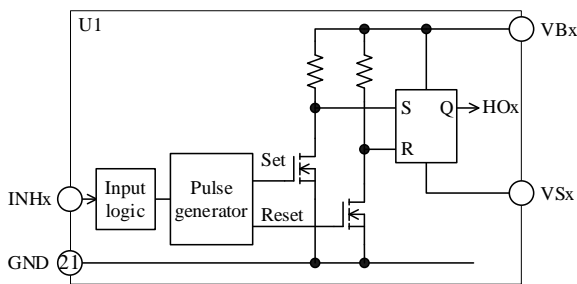 U1
VBx
S
Q
HOx
R
Set
Input
logic
Pulse
generator
INHx
VSx
Reset
GND
21